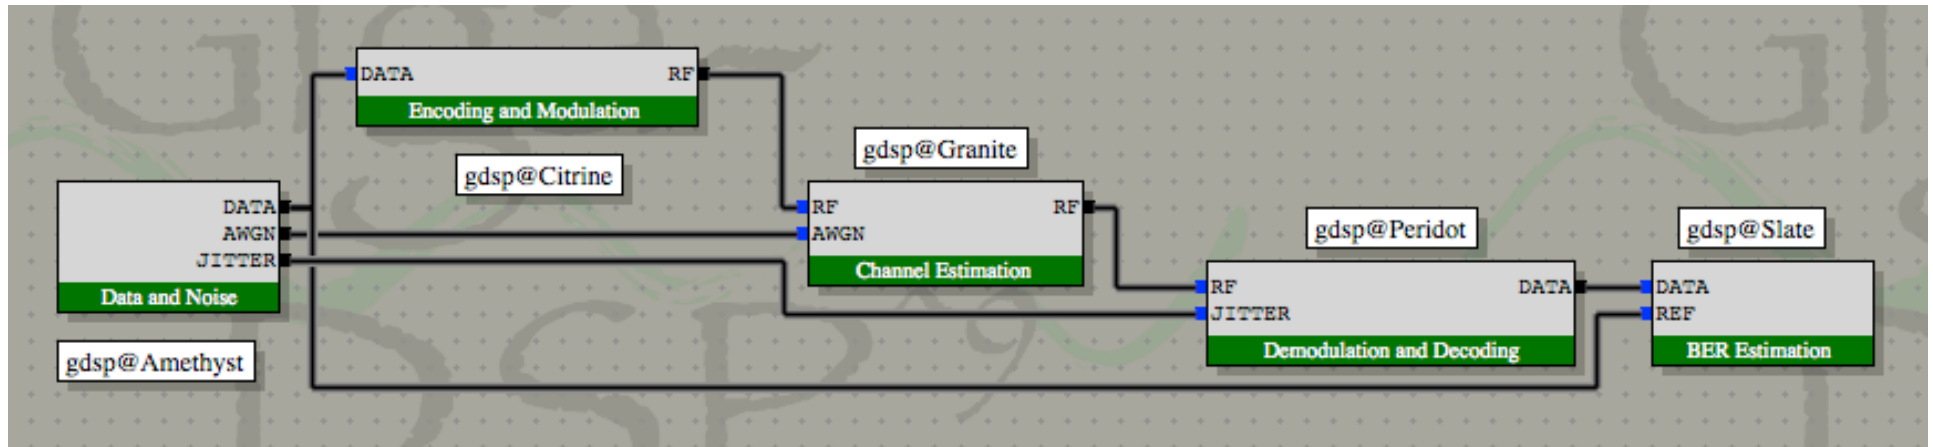 DATA
RF
Encoding and Modulation
gdsp@Citrine
DATA
AWGN
JITTER
Data and Noise
gdsp@Amethyst
gdsp@Granite
RF
RF
AWGN
Channel Estimation
gdsp@Peridot
RF
DATA
JITTER
Demodulation and Decoding
gdsp@Slate
DATA
REF
BER Estimation